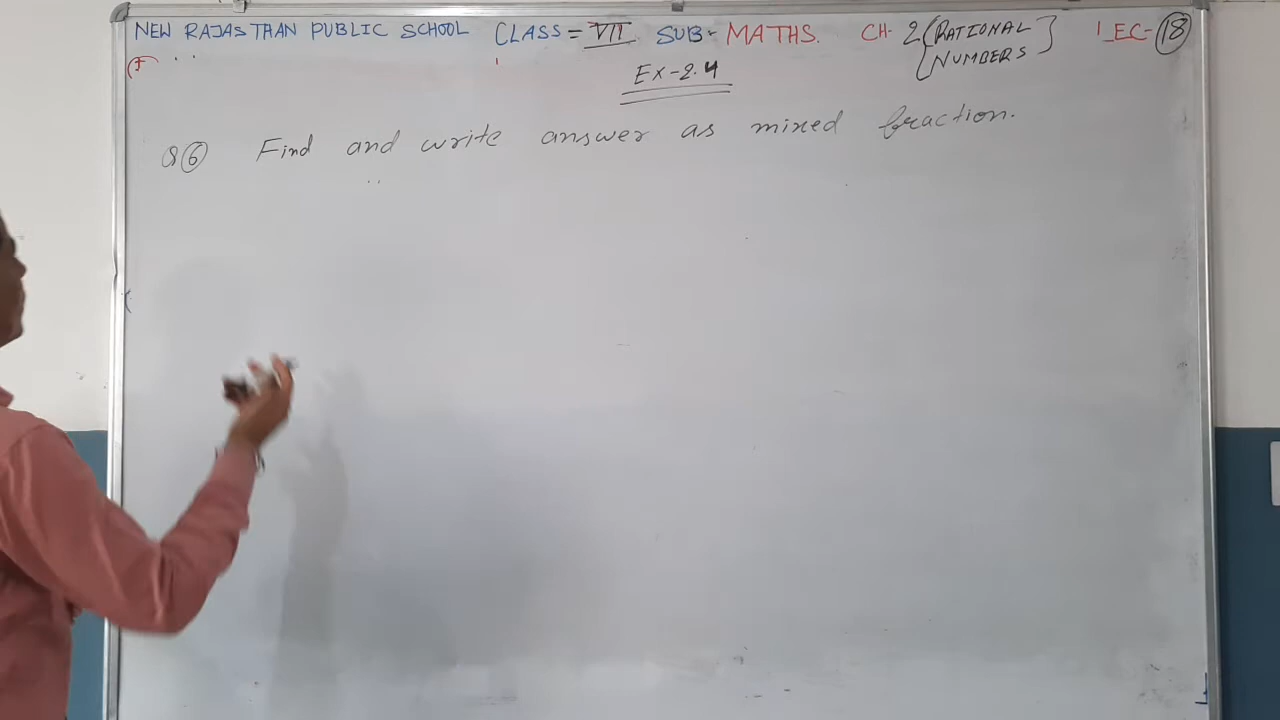 NEW RAJASTHAN PUBLIC SCHOOL CLASS = VII SUB- MATHS. CH- 2 {RATIONAL NUMBERS} LEC- 18
Ex-2.4
Q 6 Find and write answer as mixed fraction.